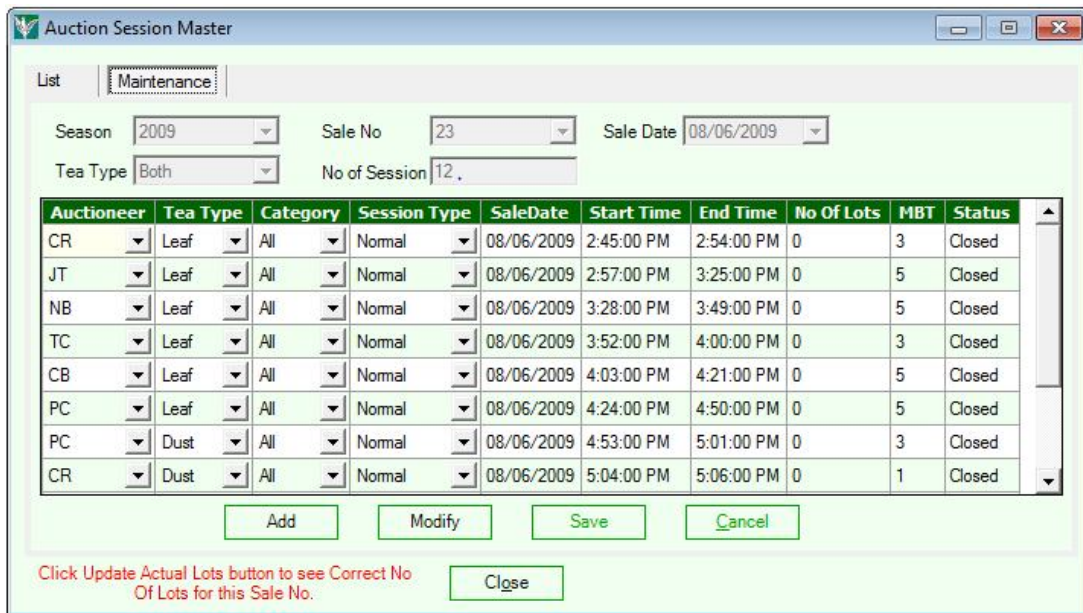 Auction Session Master
List Maintenance
Season 2009 Sale No 23 Sale Date 08/06/2009
Tea Type Both No of Session 12 .
Auctioneer Tea Type Category Session Type SaleDate Start Time End Time No Of Lots MBT Status
CR Leaf All Normal 08/06/2009 2:45:00 PM 2:54:00 PM 0 3 Closed
JT Leaf All Normal 08/06/2009 2:57:00 PM 3:25:00 PM 0 5 Closed
NB Leaf All Normal 08/06/2009 3:28:00 PM 3:49:00 PM 0 5 Closed
TC Leaf All Normal 08/06/2009 3:52:00 PM 4:00:00 PM 0 3 Closed
CB Leaf All Normal 08/06/2009 4:03:00 PM 4:21:00 PM 0 5 Closed
PC Leaf All Normal 08/06/2009 4:24:00 PM 4:50:00 PM 0 5 Closed
PC Dust All Normal 08/06/2009 4:53:00 PM 5:01:00 PM 0 3 Closed
CR Dust All Normal 08/06/2009 5:04:00 PM 5:06:00 PM 0 1 Closed
Add Modify Save Cancel
Click Update Actual Lots button to see Correct No
Of Lots for this Sale No.
Close